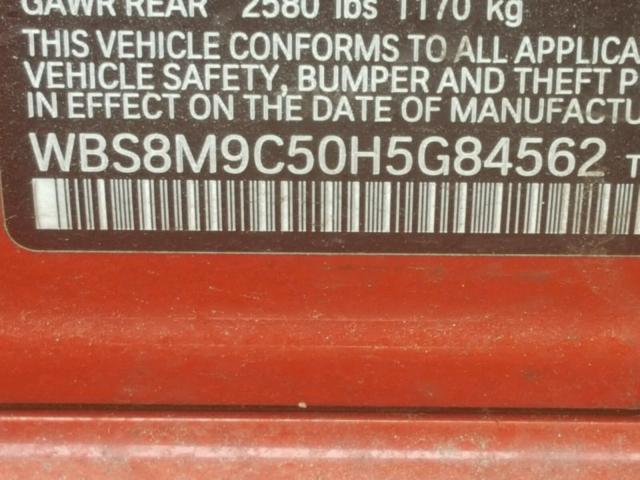 GAWR REAR 2580 lbs 1170 kg
THIS VEHICLE CONFORMS TO ALL APPLICA
VEHICLE SAFETY, BUMPER AND THEFT P
IN EFFECT ON THE DATE OF MANUFACTU
WBS8M9C50H5G84562 T